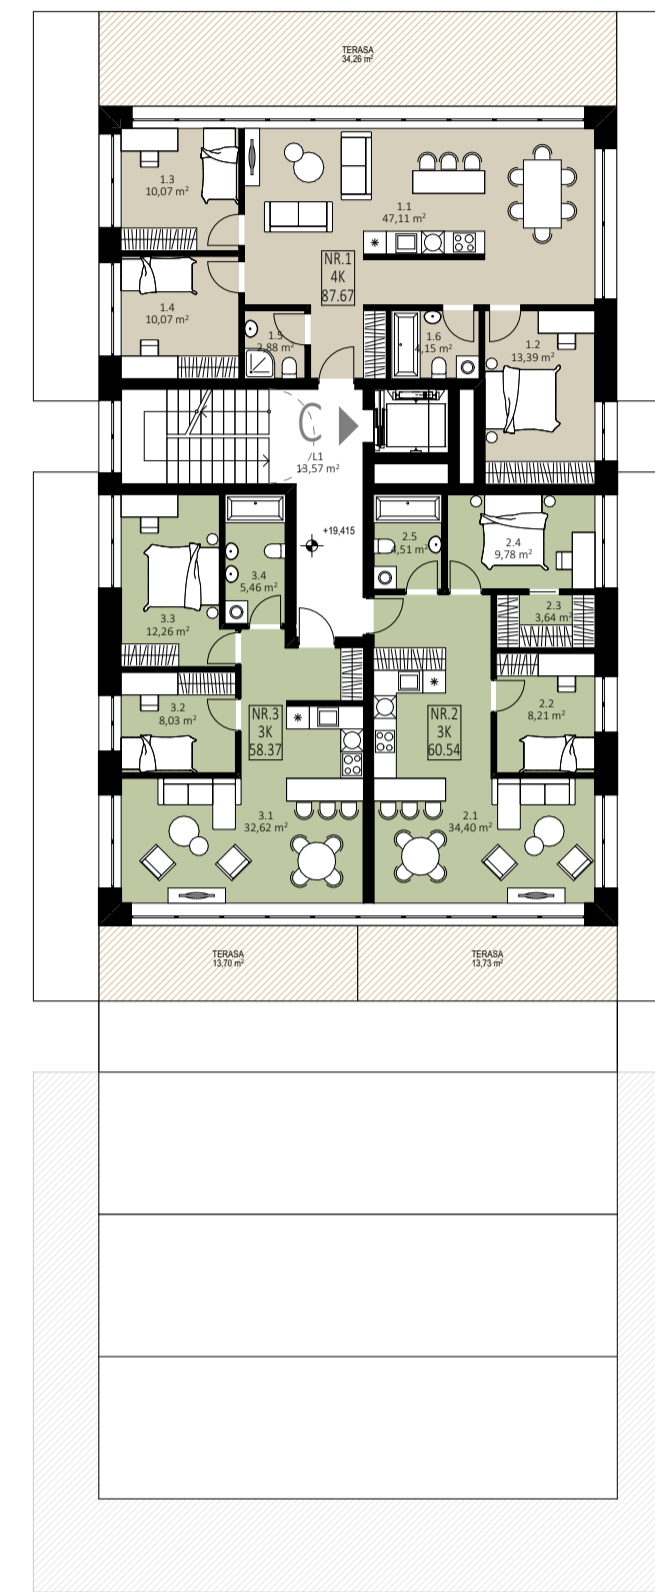 TERASA
34,26 m²
1.3
10,07 m²
1.1
47,11 m²
NR.1
4K
87.67
1.4
10,07 m²
1.5
2,88 m²
1.6
4,15 m²
1.2
13,39 m²
C
L1
13,57 m²
+19,415
2.5
4,51 m²
2.4
9,78 m²
3.4
5,46 m²
3.3
12,26 m²
2.3
3,64 m²
3.2
8,03 m²
NR.3
3K
58.37
NR.2
3K
60.54
2.2
8,21 m²
3.1
32,62 m²
2.1
34,40 m²
TERASA
13,70 m²
TERASA
13,73 m²